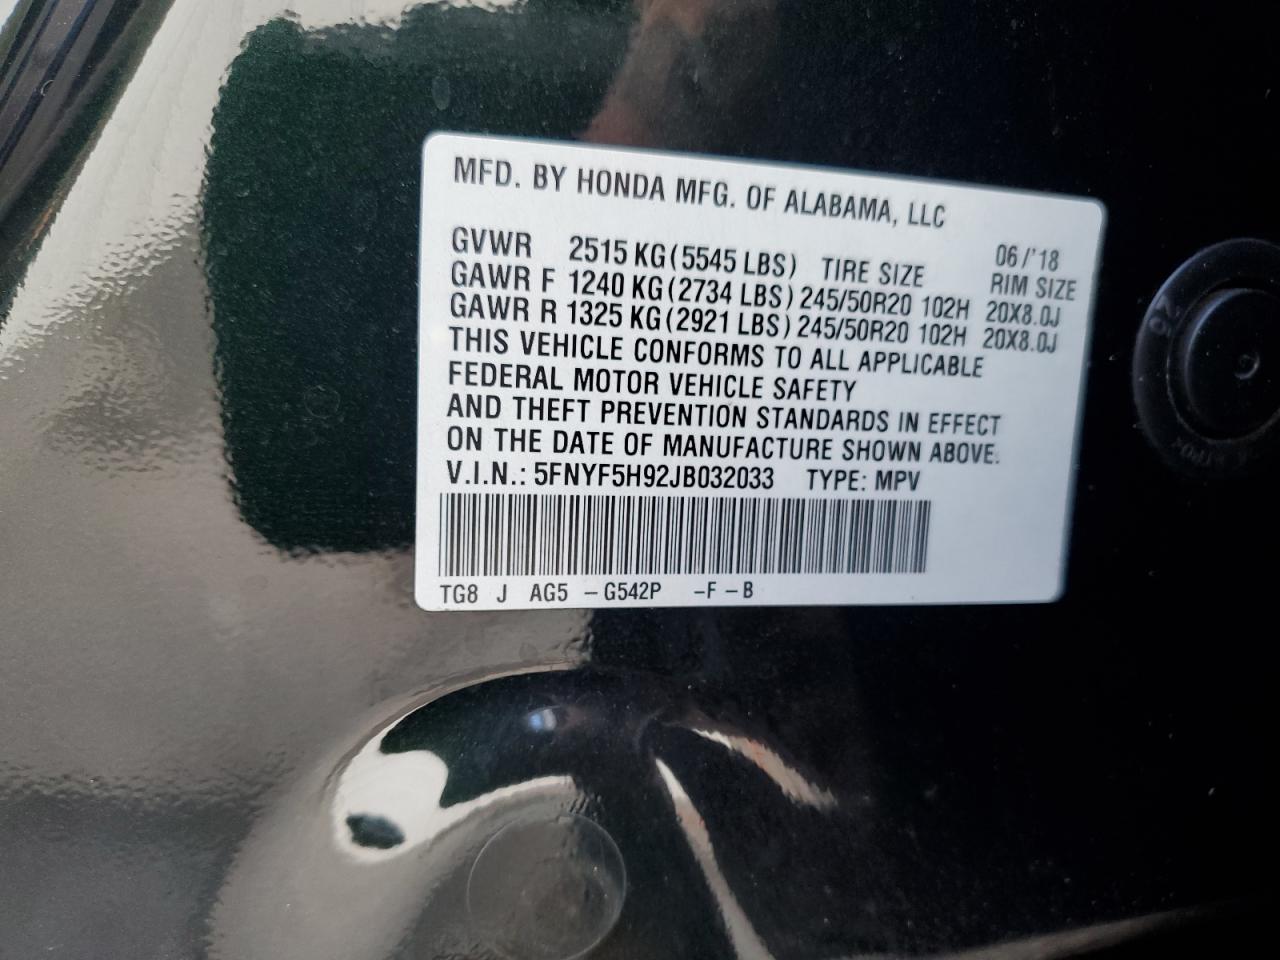 MFD. BY HONDA MFG. OF ALABAMA, LLC
06/'18
GVWR 2515 KG(5545 LBS) TIRE SIZE RIM SIZE
GAWR F 1240 KG(2734 LBS) 245/50R20 102H 20X8.0J
GAWR R 1325 KG(2921 LBS) 245/50R20 102H 20X8.0J
THIS VEHICLE CONFORMS TO ALL APPLICABLE
FEDERAL MOTOR VEHICLE SAFETY
AND THEFT PREVENTION STANDARDS IN EFFECT
ON THE DATE OF MANUFACTURE SHOWN ABOVE.
V.I.N.: 5FNYF5H92JB032033 TYPE: MPV
TG8 J AG5 - G542P - F - B